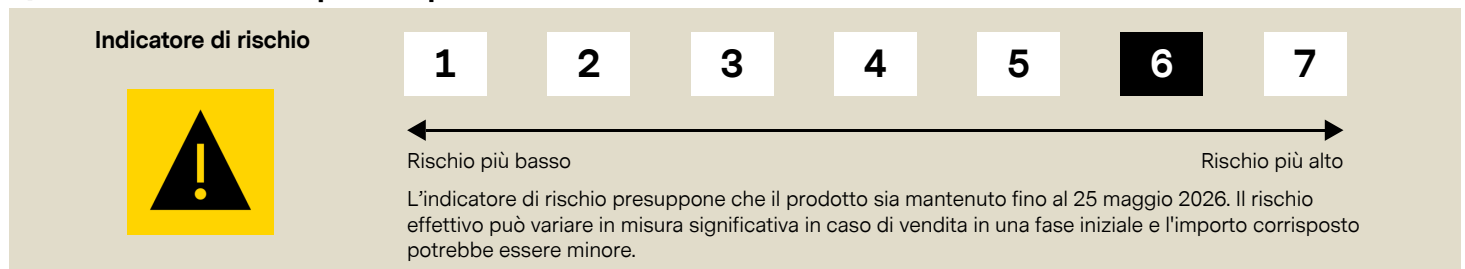 Indicatore di rischio
1 2 3 4 5 6 7
Rischio più basso Rischio più alto
L'indicatore di rischio presuppone che il prodotto sia mantenuto fino al 25 maggio 2026. Il rischio
effettivo può variare in misura significativa in caso di vendita in una fase iniziale e l'importo corrisposto
potrebbe essere minore.